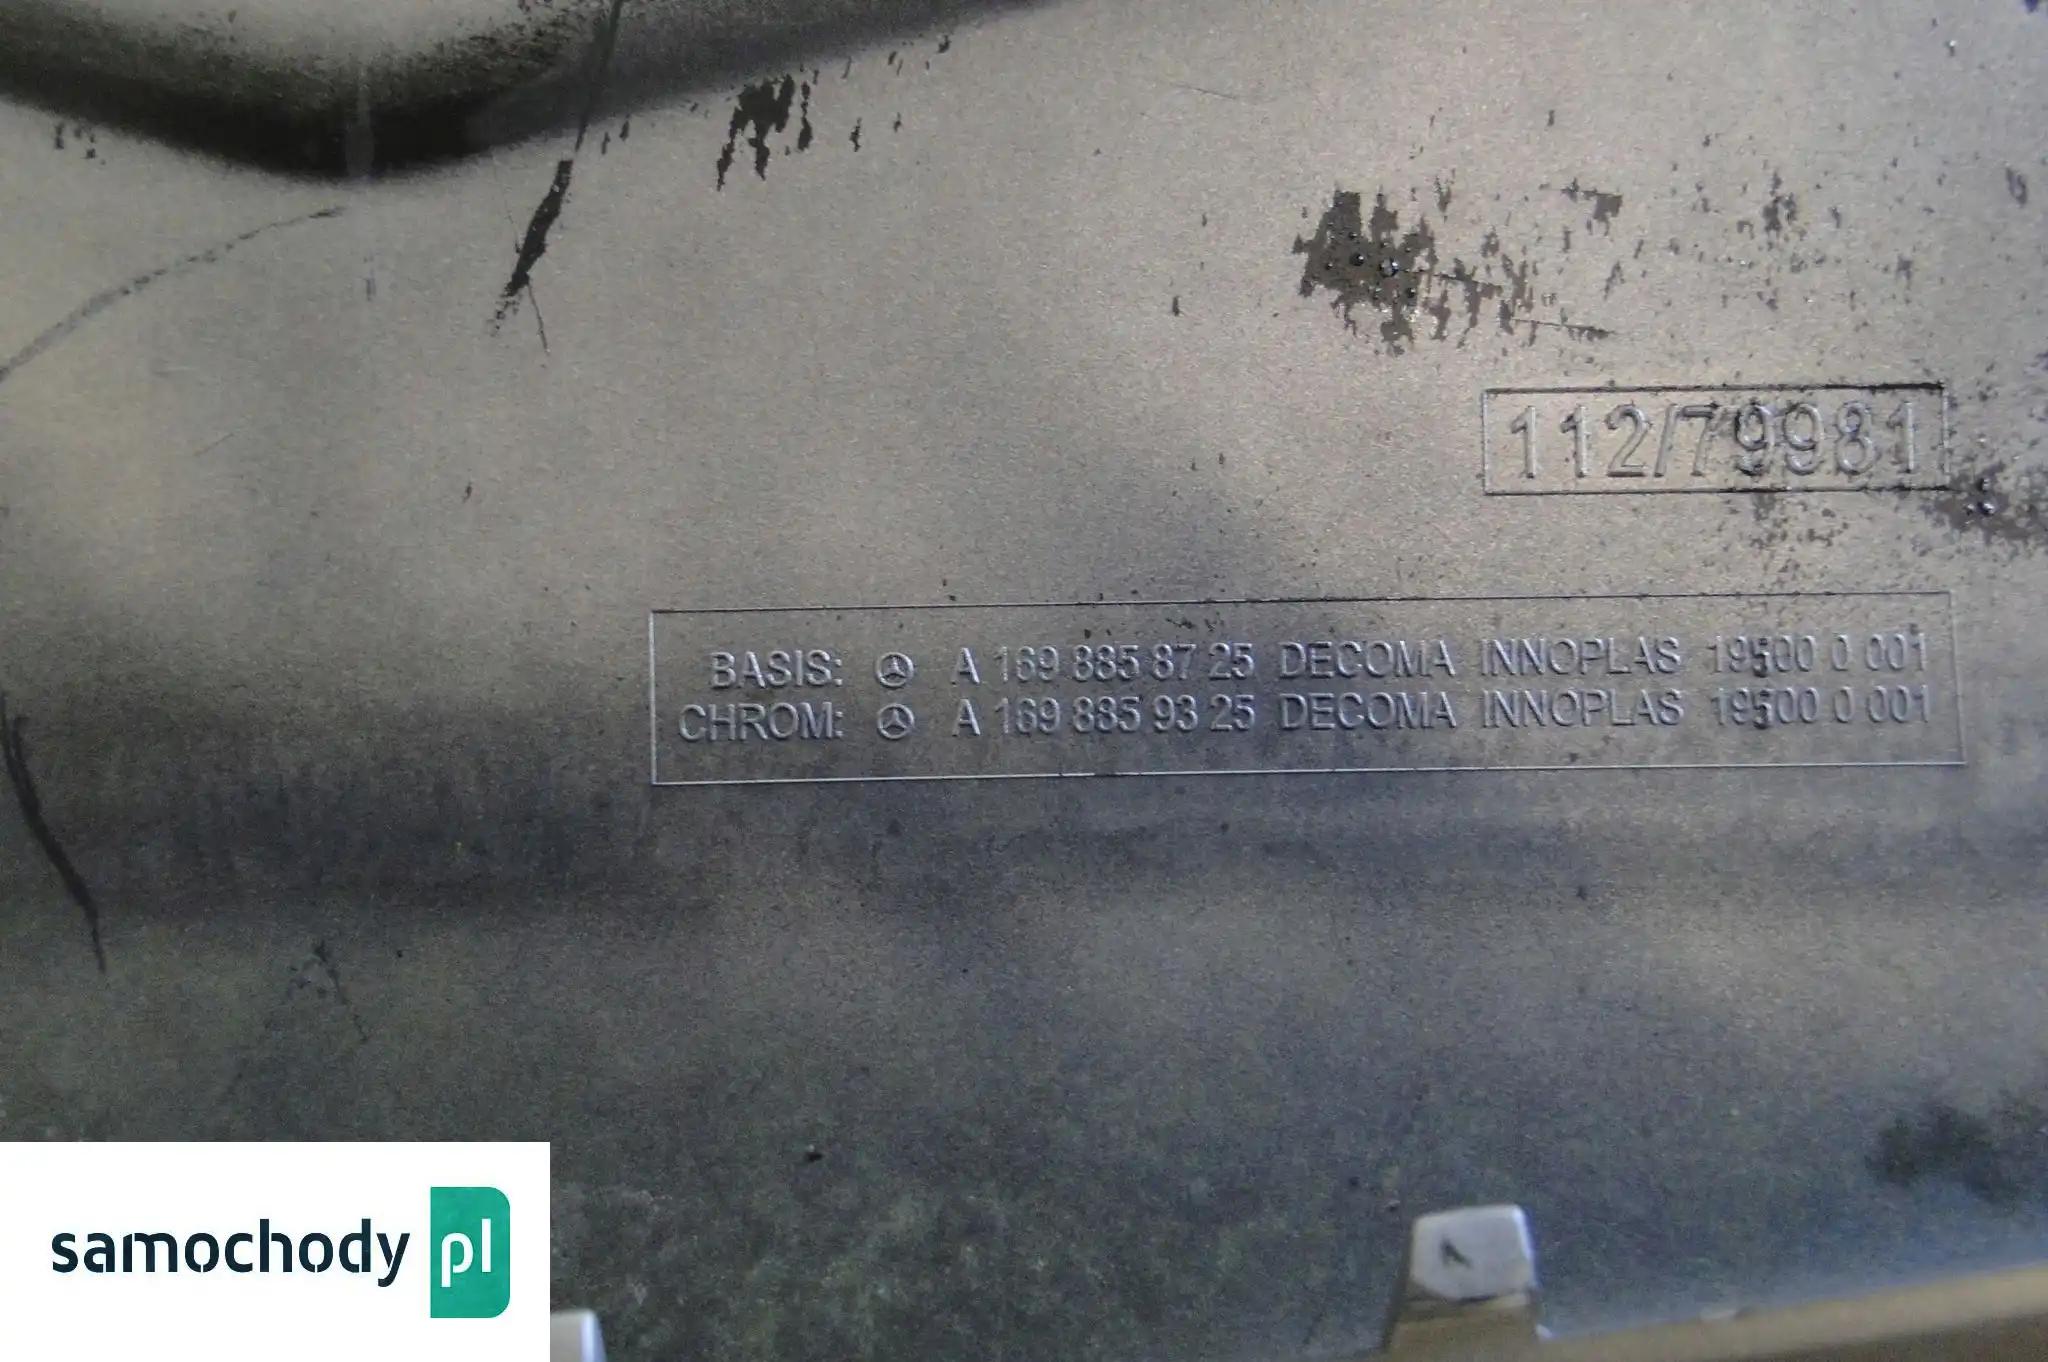 112/79981
BASIS: A 169 885 87 25 DECOMA INNOPLAS 19500 0 001
CHROM: A 169 885 93 25 DECOMA INNOPLAS 19500 0 001
samochody pl